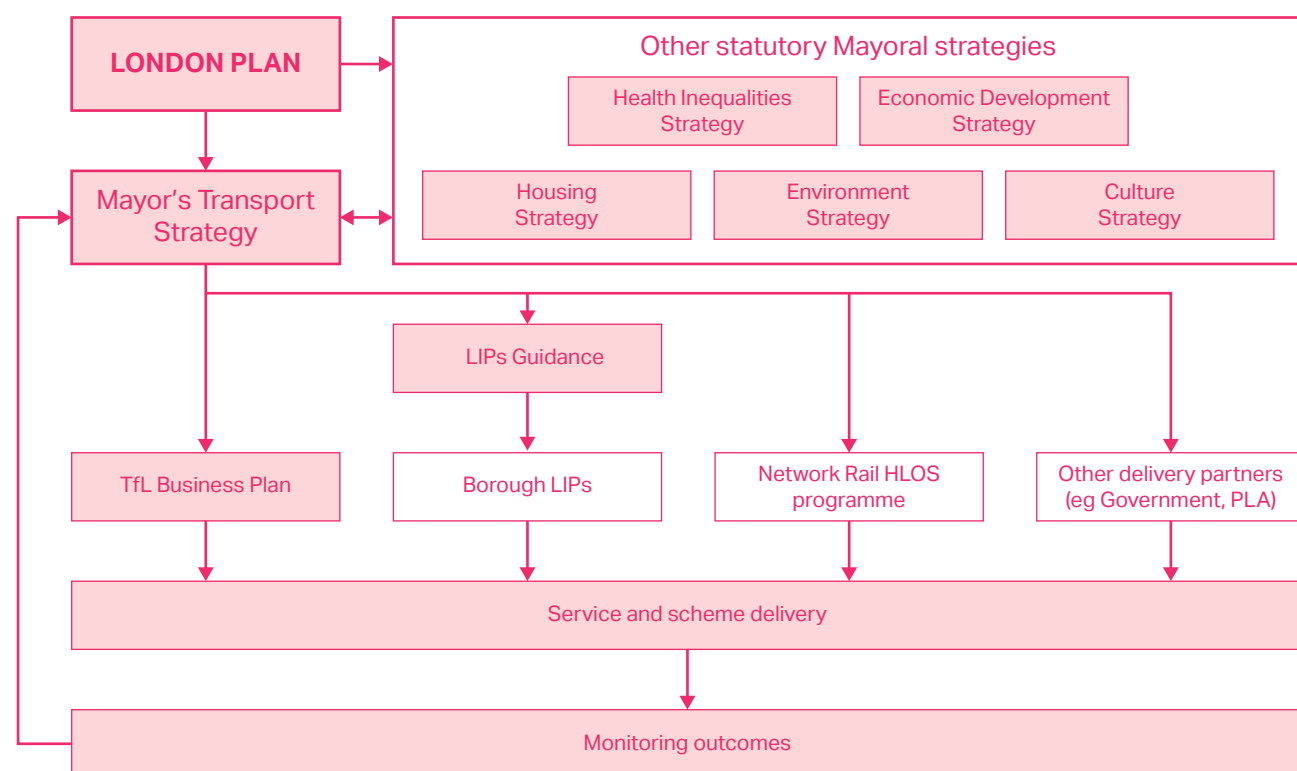 LONDON PLAN
Other statutory Mayoral strategies
Health Inequalities
Strategy
Economic Development
Strategy
Mayor’s Transport
Strategy
Housing
Strategy
Environment
Strategy
Culture
Strategy
LIPs Guidance
TfL Business Plan
Borough LIPs
Network Rail HLOS
programme
Other delivery partners
(eg Government, PLA)
Service and scheme delivery
Monitoring outcomes